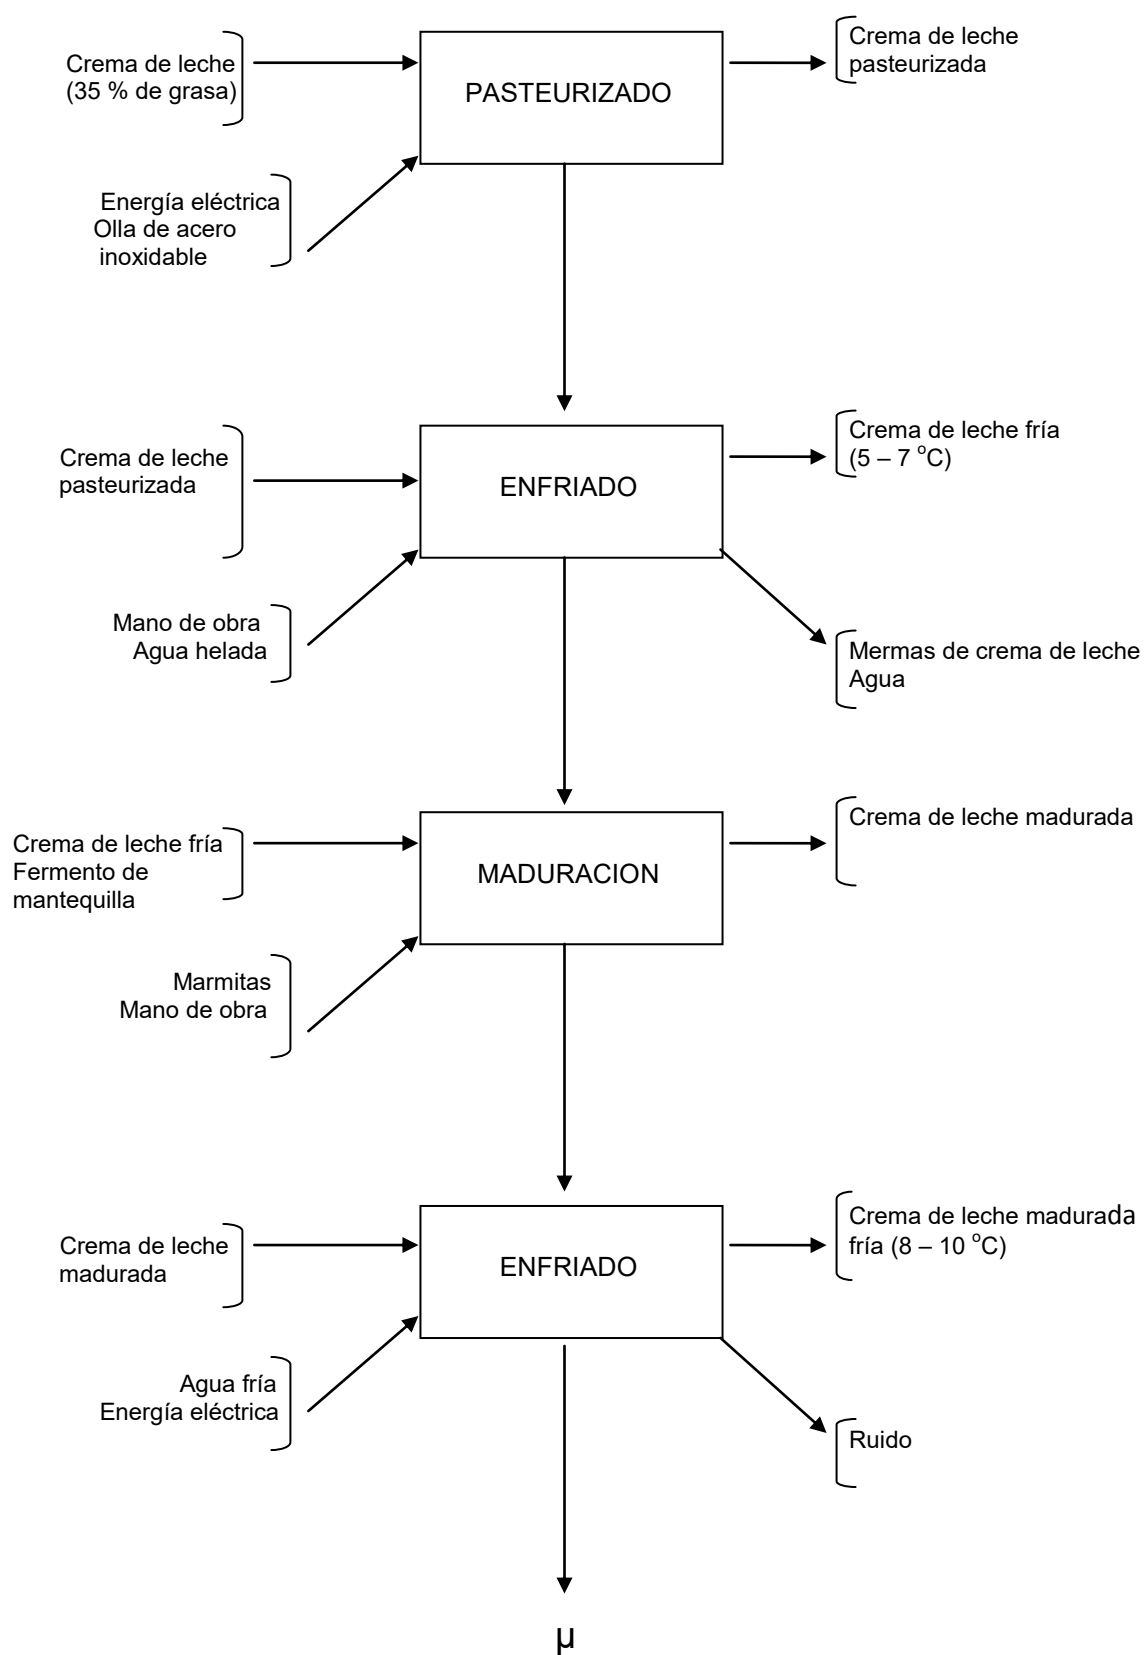 Crema de leche
(35 % de grasa)
PASTEURIZADO
Crema de leche
pasteurizada
Energía eléctrica
Olla de acero
inoxidable
Crema de leche
pasteurizada
ENFRIADO
Crema de leche fría
(5 – 7 °C)
Mano de obra
Agua helada
Mermas de crema de leche
Agua
Crema de leche fría
Fermento de
mantequilla
MADURACION
Crema de leche madurada
Marmitas
Mano de obra
Crema de leche
madurada
ENFRIADO
Crema de leche madurada
fría (8 – 10 °C)
Agua fría
Energía eléctrica
Ruido
µ